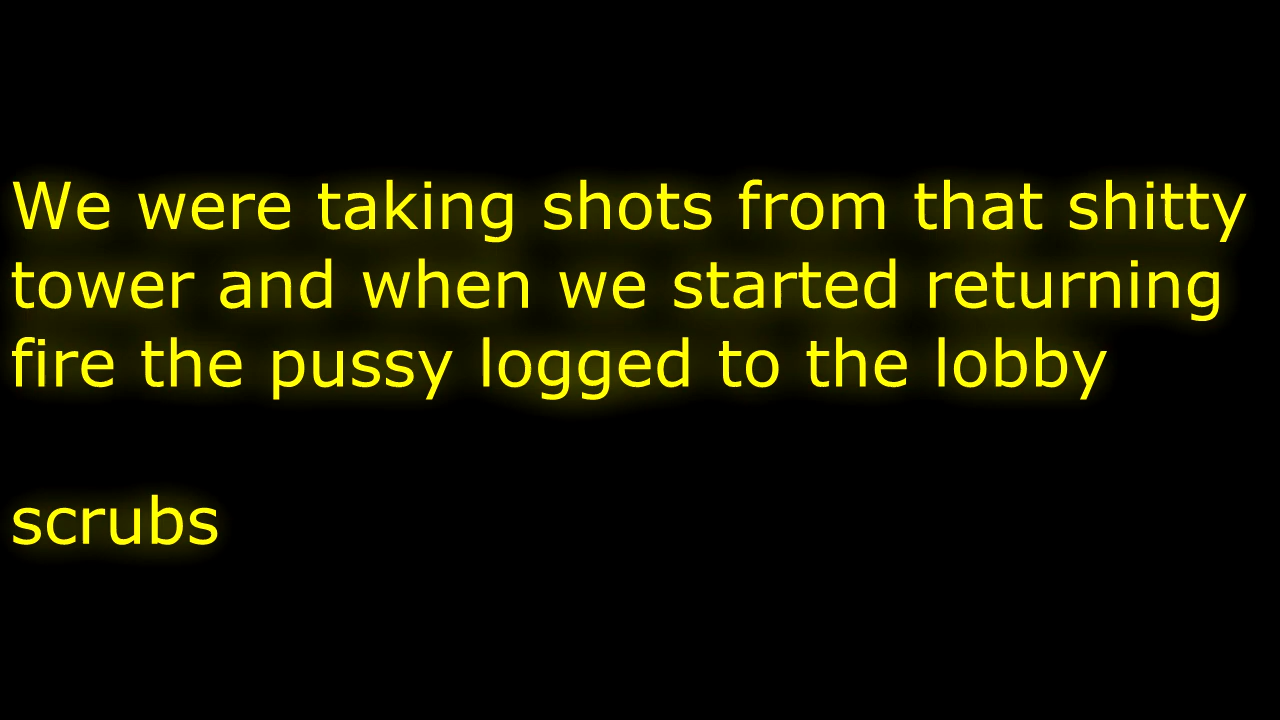 We were taking shots from that shitty
tower and when we started returning
fire the pussy logged to the lobby
scrubs